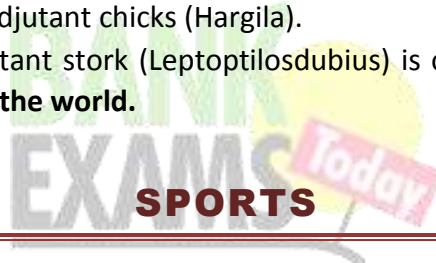 djutant chicks (Hargila).
tant stork (Leptoptilosdubius) is
the world.
BANK
EXAMS Today
SPORTS